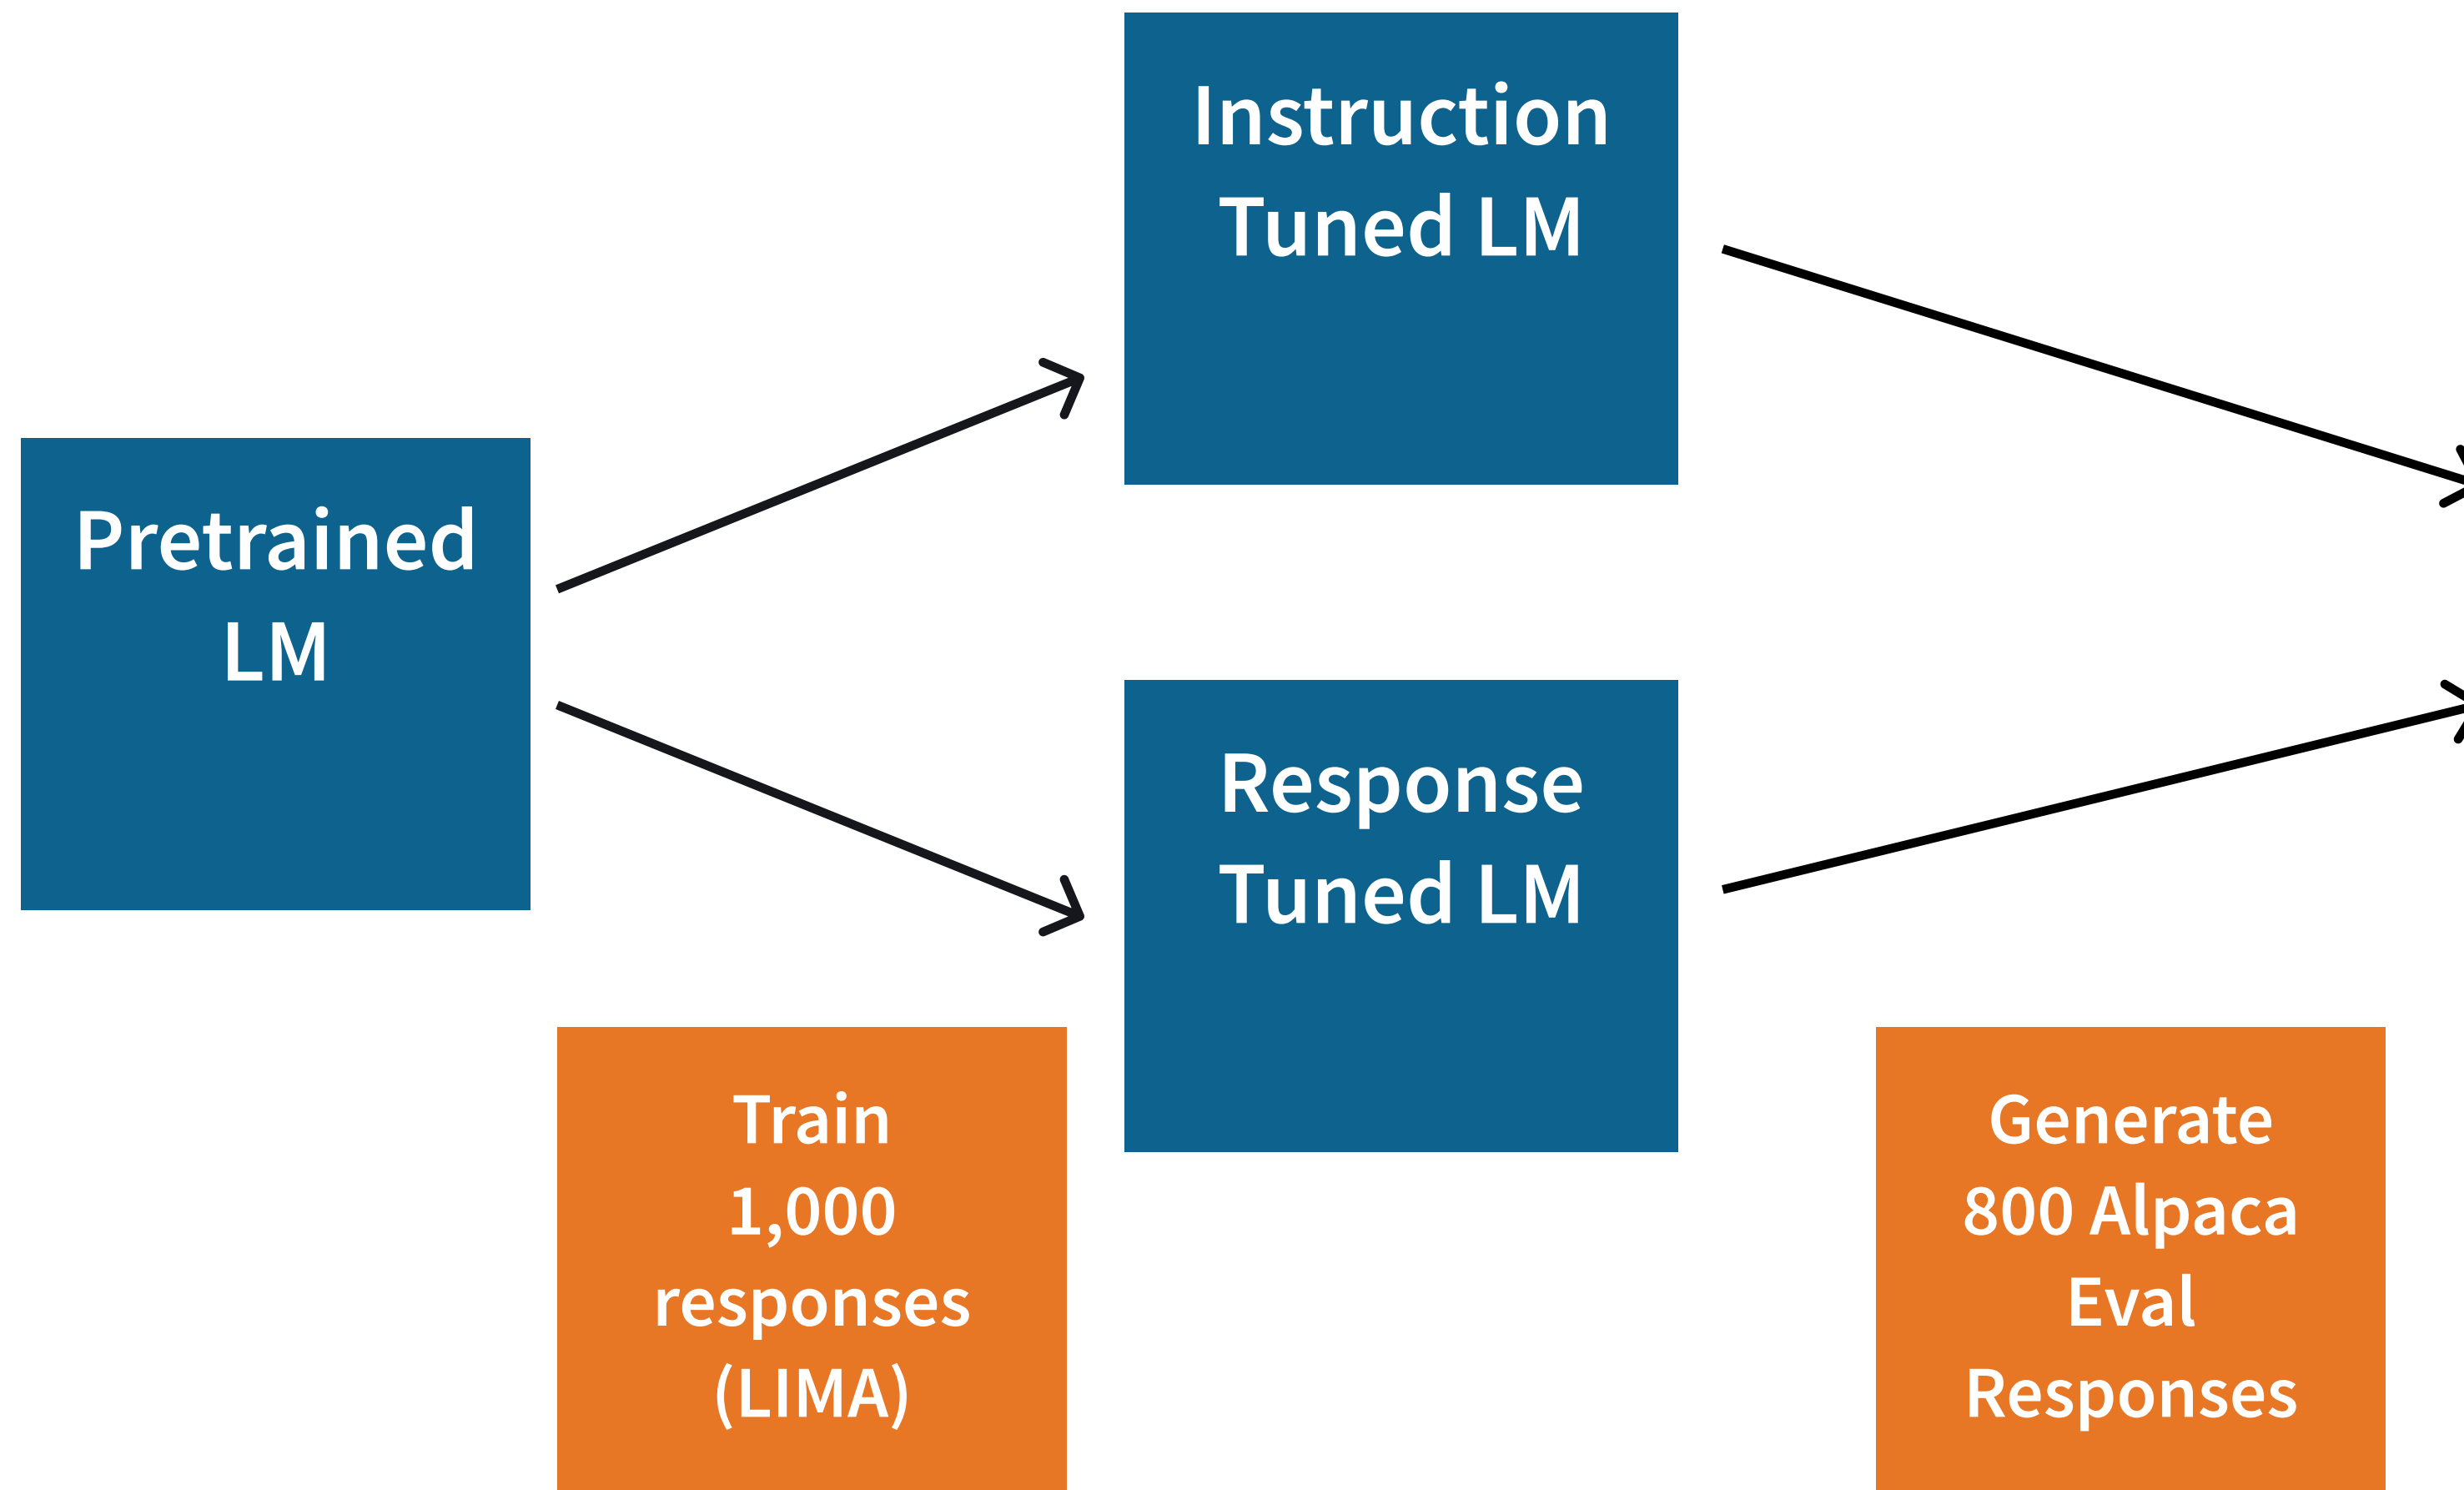 Instruction
Tuned LM
Pretrained
LM
Response
Tuned LM
Train
1,000
responses
(LIMA)
Generate
800 Alpaca
Eval
Responses